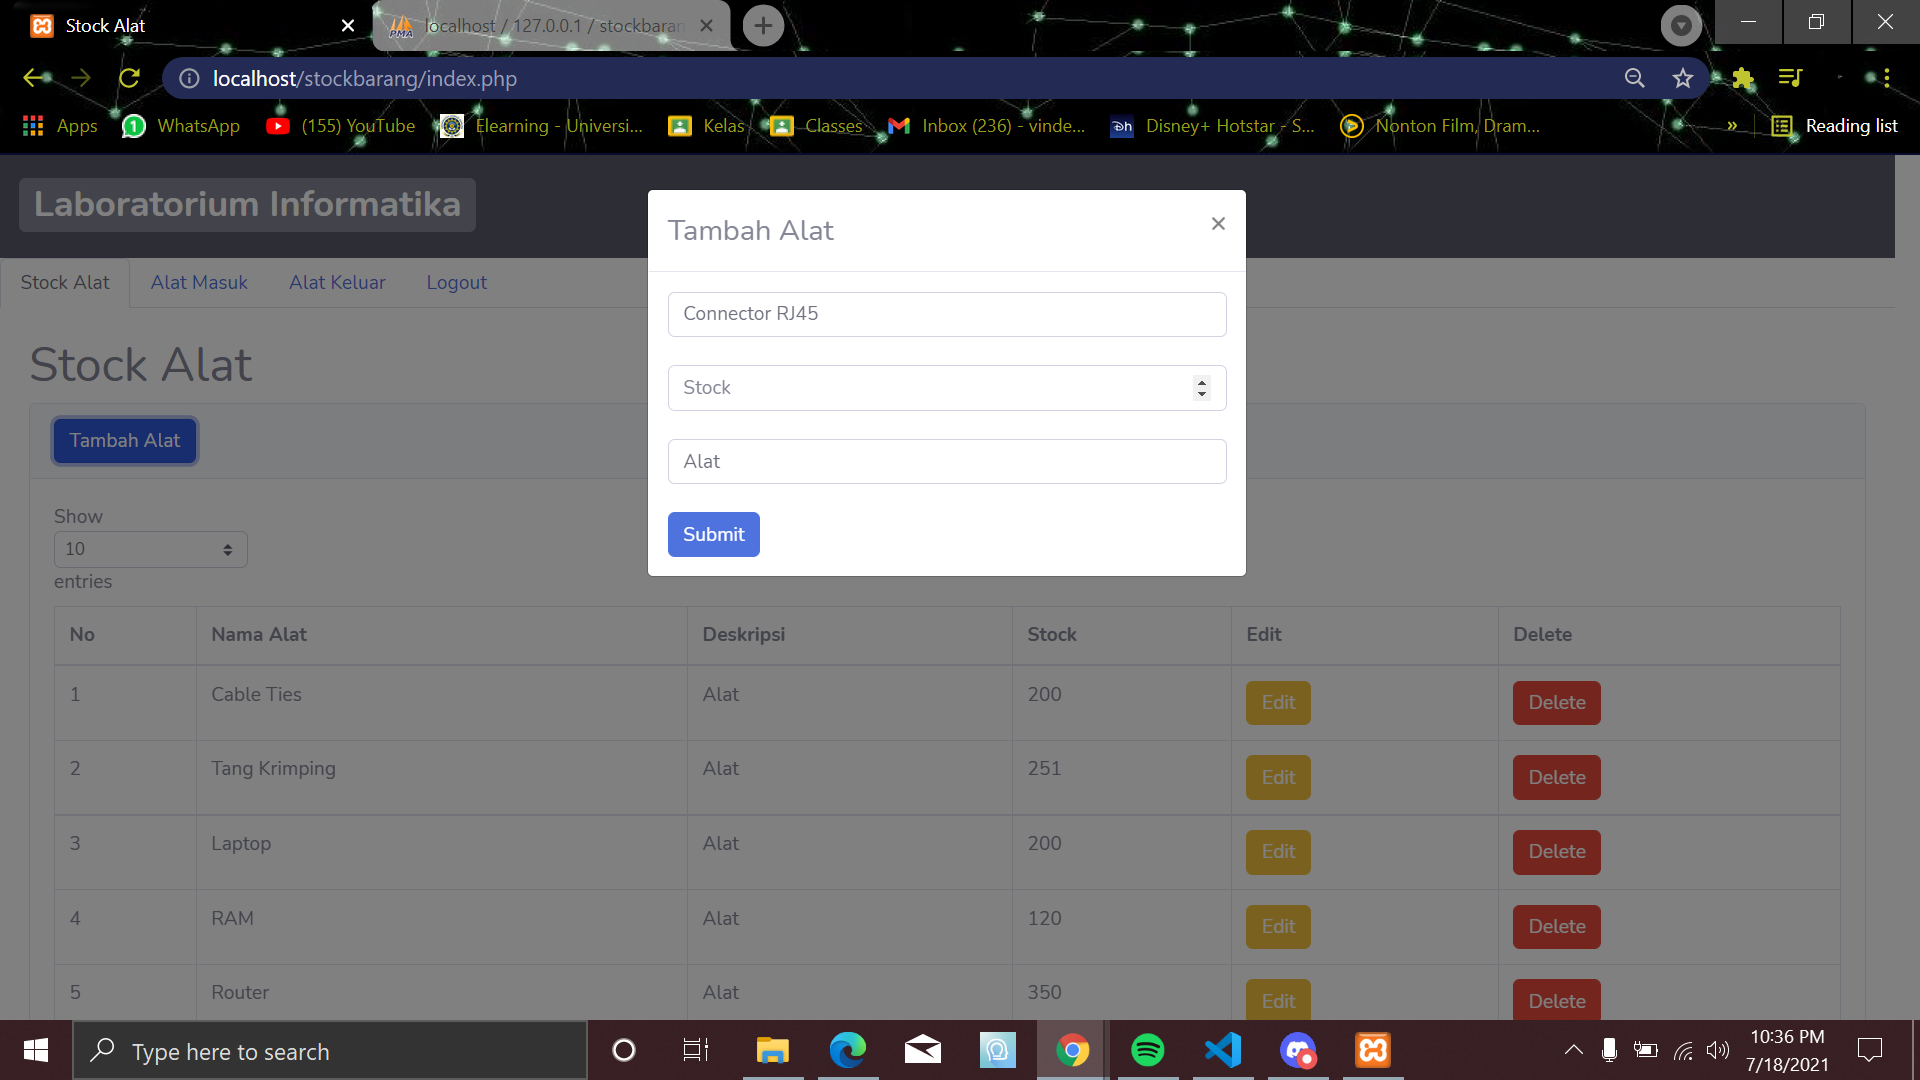 Stock Alat
localhost / 127.0.0.1 / stockbaran
localhost/stockbarang/index.php
Apps
WhatsApp
(155) YouTube
Elearning - Universi...
Kelas
Classes
Inbox (236) - vinde...
Disney+ Hotstar - S...
Nonton Film, Dram...
»
Reading list
Laboratorium Informatika
Stock Alat
Alat Masuk
Alat Keluar
Logout
Tambah Alat
×
Connector RJ45
Stock
Alat
Submit
Stock Alat
Tambah Alat
Show
10
entries
No Nama Alat Deskripsi Stock Edit Delete
1 Cable Ties Alat 200 Edit Delete
2 Tang Krimping Alat 251 Edit Delete
3 Laptop Alat 200 Edit Delete
4 RAM Alat 120 Edit Delete
5 Router Alat 350 Edit Delete
Type here to search
10:36 PM
7/18/2021